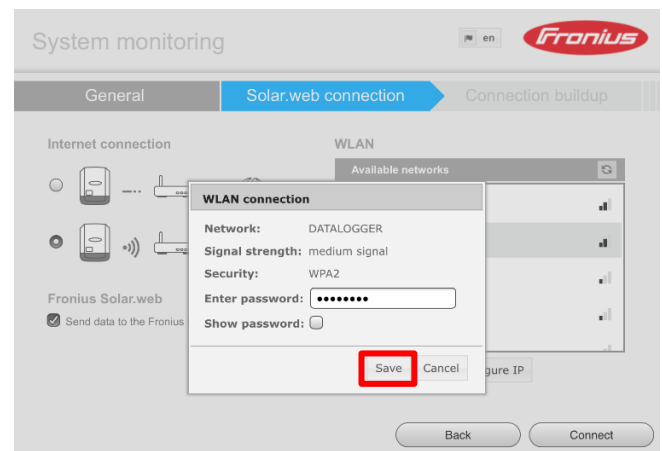 System monitoring
en
Fronius
General
Solar.web connection
Connection buildup
Internet connection
WLAN
Available networks
WLAN connection
Network: DATALOGGER
Signal strength: medium signal
Security: WPA2
Enter password: ••••••••
Show password:
Fronius Solar.web
Send data to the Fronius
Save
Cancel
gure IP
Back
Connect